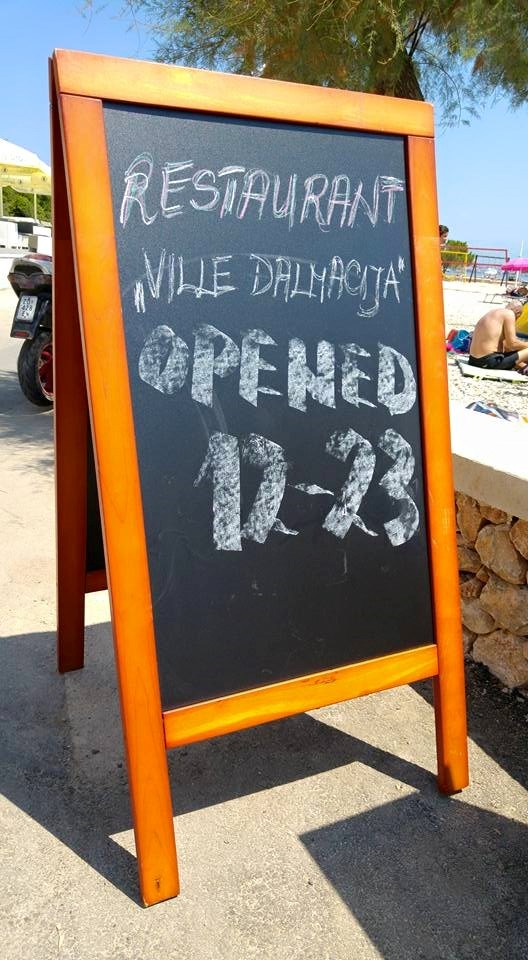 RESTAURANT
„VILLE DALMACIJA"
OPENED
12-23